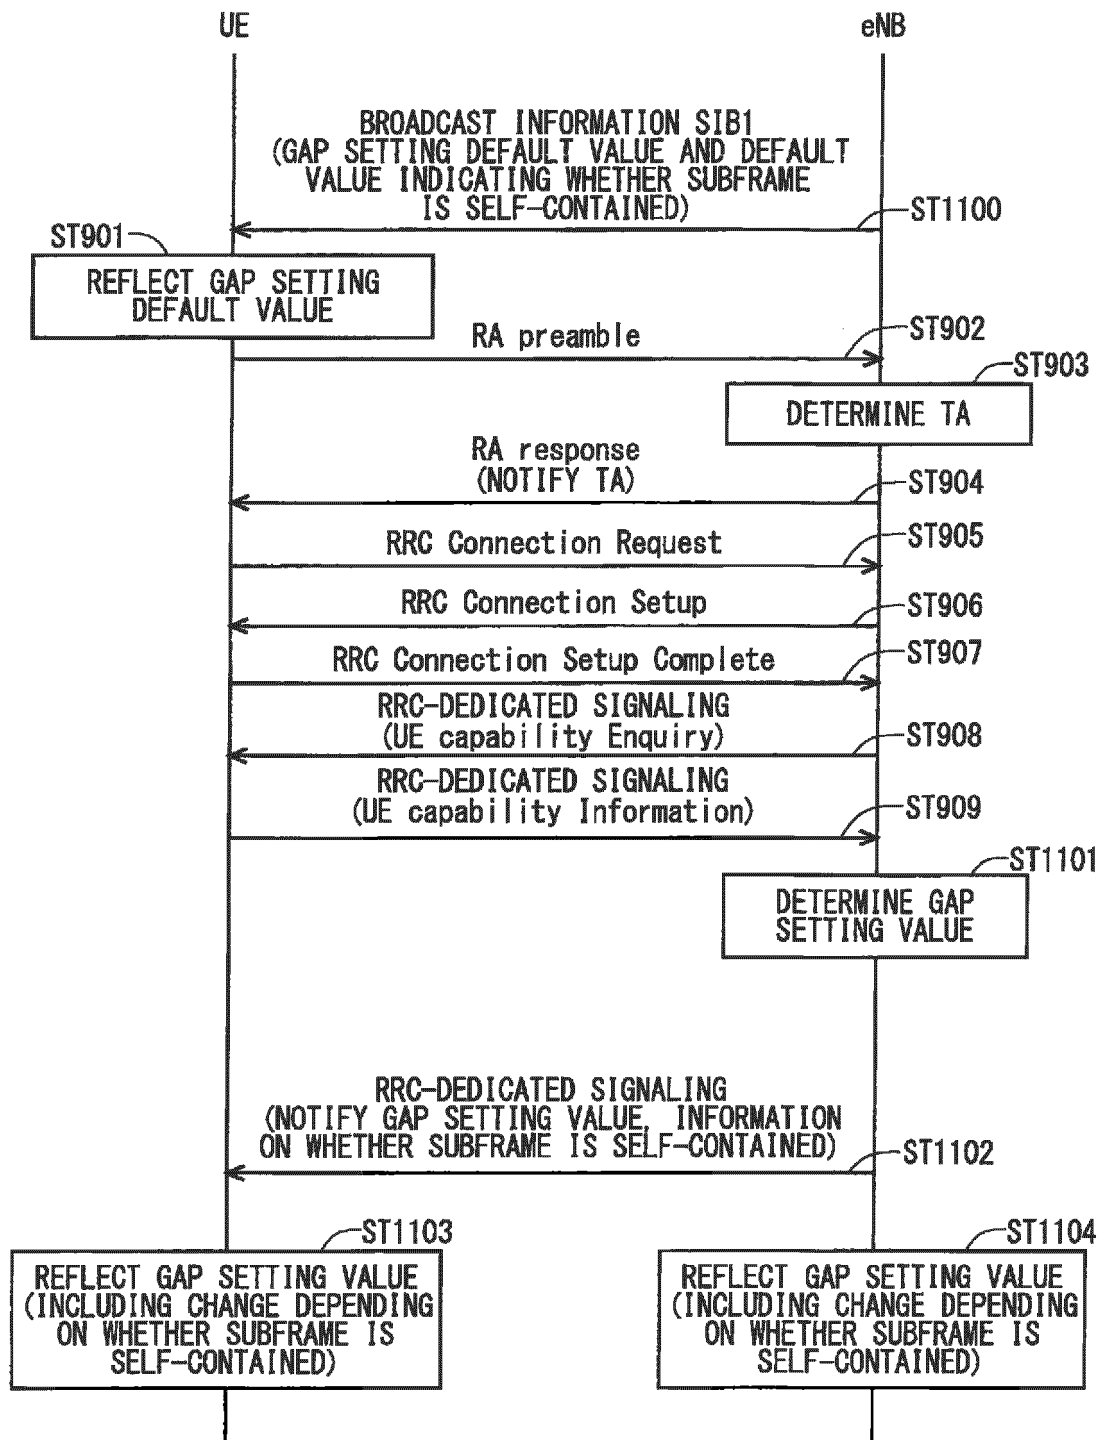 UE
eNB
BROADCAST INFORMATION SIB1
(GAP SETTING DEFAULT VALUE AND DEFAULT
VALUE INDICATING WHETHER SUBFRAME
IS SELF-CONTAINED)
ST1100
ST901
REFLECT GAP SETTING
DEFAULT VALUE
RA preamble
ST902
ST903
DETERMINE TA
RA response
(NOTIFY TA)
ST904
RRC Connection Request
ST905
RRC Connection Setup
ST906
RRC Connection Setup Complete
ST907
RRC-DEDICATED SIGNALING
(UE capability Enquiry)
ST908
RRC-DEDICATED SIGNALING
(UE capability Information)
ST909
ST1101
DETERMINE GAP
SETTING VALUE
RRC-DEDICATED SIGNALING
(NOTIFY GAP SETTING VALUE, INFORMATION
ON WHETHER SUBFRAME IS SELF-CONTAINED)
ST1102
ST1103
REFLECT GAP SETTING VALUE
(INCLUDING CHANGE DEPENDING
ON WHETHER SUBFRAME IS
SELF-CONTAINED)
ST1104
REFLECT GAP SETTING VALUE
(INCLUDING CHANGE DEPENDING
ON WHETHER SUBFRAME IS
SELF-CONTAINED)